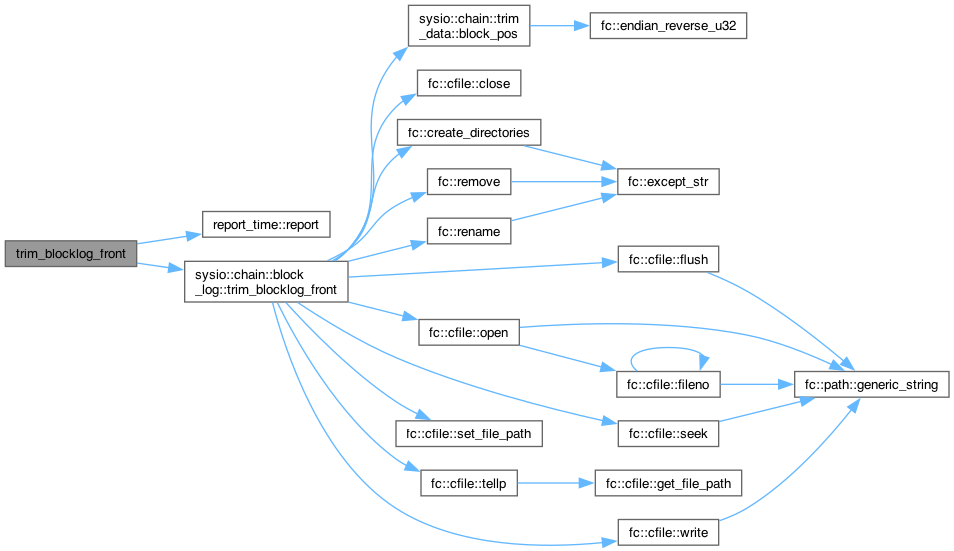 trim_blocklog_front
report_time::report
sysio::chain::block
_log::trim_blocklog_front
sysio::chain::trim
_data::block_pos
fc::cfile::close
fc::create_directories
fc::remove
fc::rename
fc::cfile::open
fc::cfile::set_file_path
fc::cfile::tellp
fc::endian_reverse_u32
fc::except_str
fc::cfile::flush
fc::cfile::fileno
fc::cfile::seek
fc::cfile::get_file_path
fc::cfile::write
fc::path::generic_string